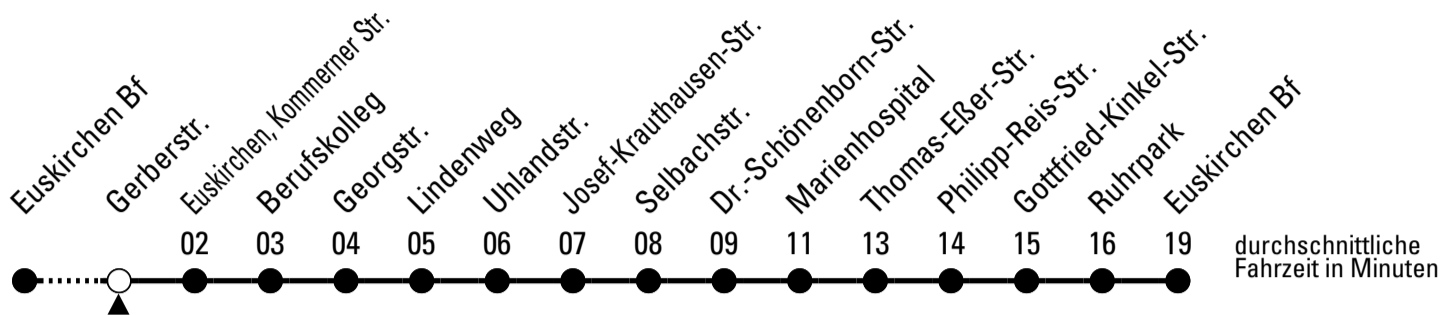 Euskirchen Bf
Gerberstr.
Euskirchen, Kommerner Str.
Berufskolleg
Georgstr.
Lindenweg
Uhlandstr.
Josef-Krauthausen-Str.
Selbachstr.
Dr.-Schönenborn-Str.
Marienhospital
Thomas-Eßer-Str.
Philipp-Reis-Str.
Gottfried-Kinkel-Str.
Ruhrpark
Euskirchen Bf
02 03 04 05 06 07 08 09 11 13 14 15 16 19
durchschnittliche
Fahrzeit in Minuten